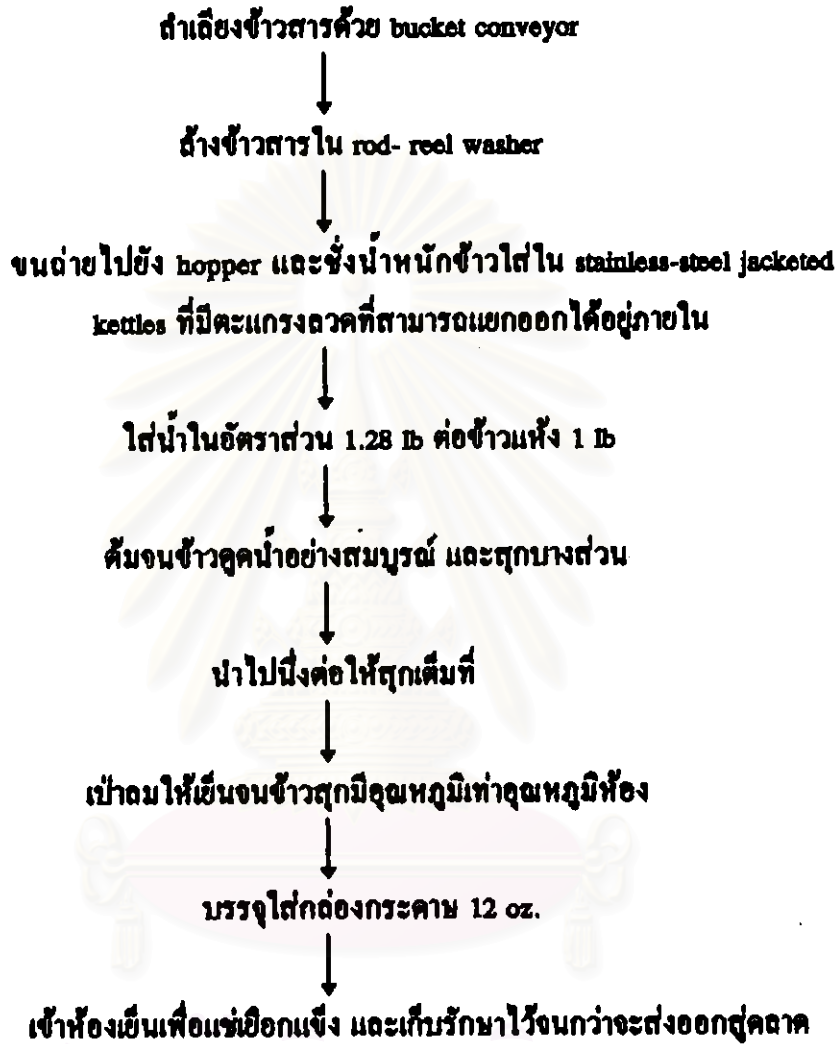 ลำเลียงข้าวสารด้วย bucket conveyor
ล้างข้าวสารใน rod- reel washer
ขนถ่ายไปยัง hopper และชั่งน้ำหนักข้าวใส่ใน stainless-steel jacketed
kettles ที่มีตะแกรงลวดที่สามารถแยกออกได้อยู่ภายใน
ใส่น้ำในอัตราส่วน 1.28 lb ต่อข้าวแห้ง 1 lb
ต้มจนข้าวดูดน้ำอย่างสมบูรณ์ และสุกบางส่วน
นำไปนึ่งต่อให้สุกเต็มที่
เป่าลมให้เย็นจนข้าวสุกมีอุณหภูมิเท่าอุณหภูมิห้อง
บรรจุใส่กล่องกระดาษ 12 oz.
เข้าห้องเย็นเพื่อแช่เยือกแข็ง และเก็บรักษาไว้จนกว่าจะส่งออกสู่ตลาด